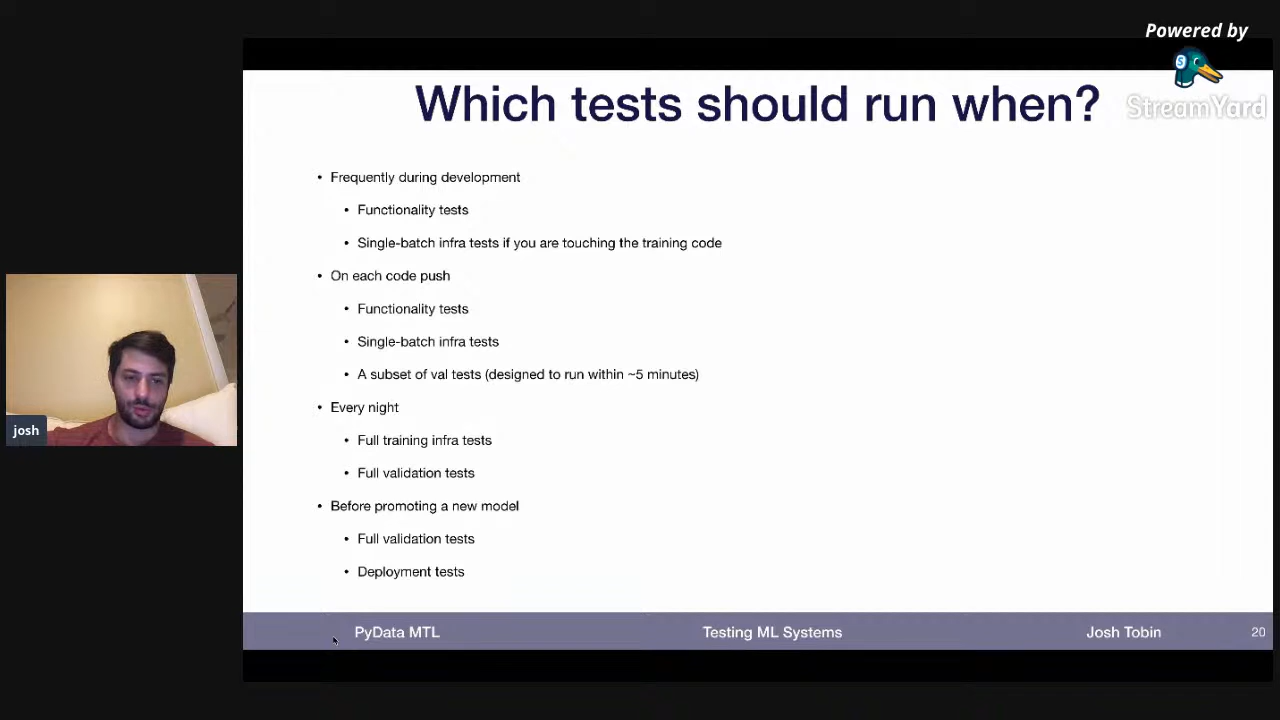 Powered by
S
StreamYard
Which tests should run when?
• Frequently during development
• Functionality tests
• Single-batch infra tests if you are touching the training code
• On each code push
• Functionality tests
• Single-batch infra tests
• A subset of val tests (designed to run within ~5 minutes)
• Every night
• Full training infra tests
• Full validation tests
• Before promoting a new model
• Full validation tests
• Deployment tests
josh
PyData MTL Testing ML Systems Josh Tobin 20